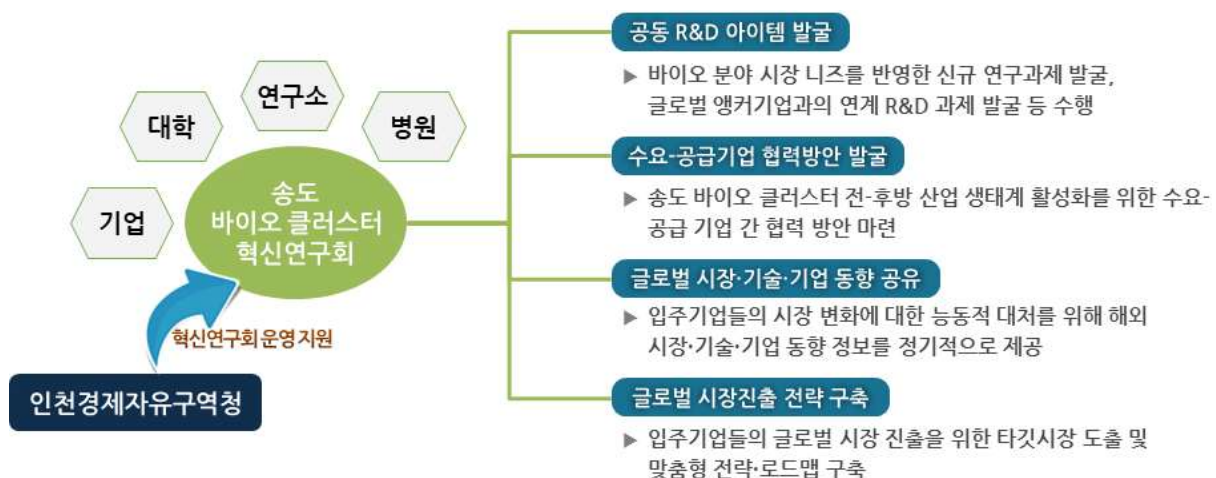 연구소
대학
병원
기업
송도
바이오 클러스터
혁신연구회
혁신연구회 운영 지원
인천경제자유구역청
공동 R&D 아이템 발굴
▶ 바이오 분야 시장 니즈를 반영한 신규 연구과제 발굴,
글로벌 앵커기업과의 연계 R&D 과제 발굴 등 수행
수요-공급기업 협력방안 발굴
▶ 송도 바이오 클러스터 전-후방 산업 생태계 활성화를 위한 수요-
공급 기업 간 협력 방안 마련
글로벌 시장·기술·기업 동향 공유
▶ 입주기업들의 시장 변화에 대한 능동적 대처를 위해 해외
시장·기술·기업 동향 정보를 정기적으로 제공
글로벌 시장진출 전략 구축
▶ 입주기업들의 글로벌 시장 진출을 위한 타깃시장 도출 및
맞춤형 전략·로드맵 구축